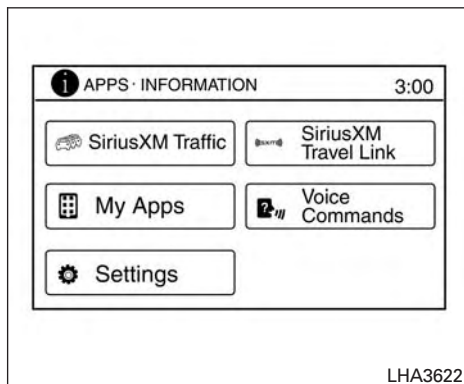 i APPS · INFORMATION 3:00
SiriusXM Traffic
SiriusXM
Travel Link
My Apps
? Voice
Commands
Settings
LHA3622